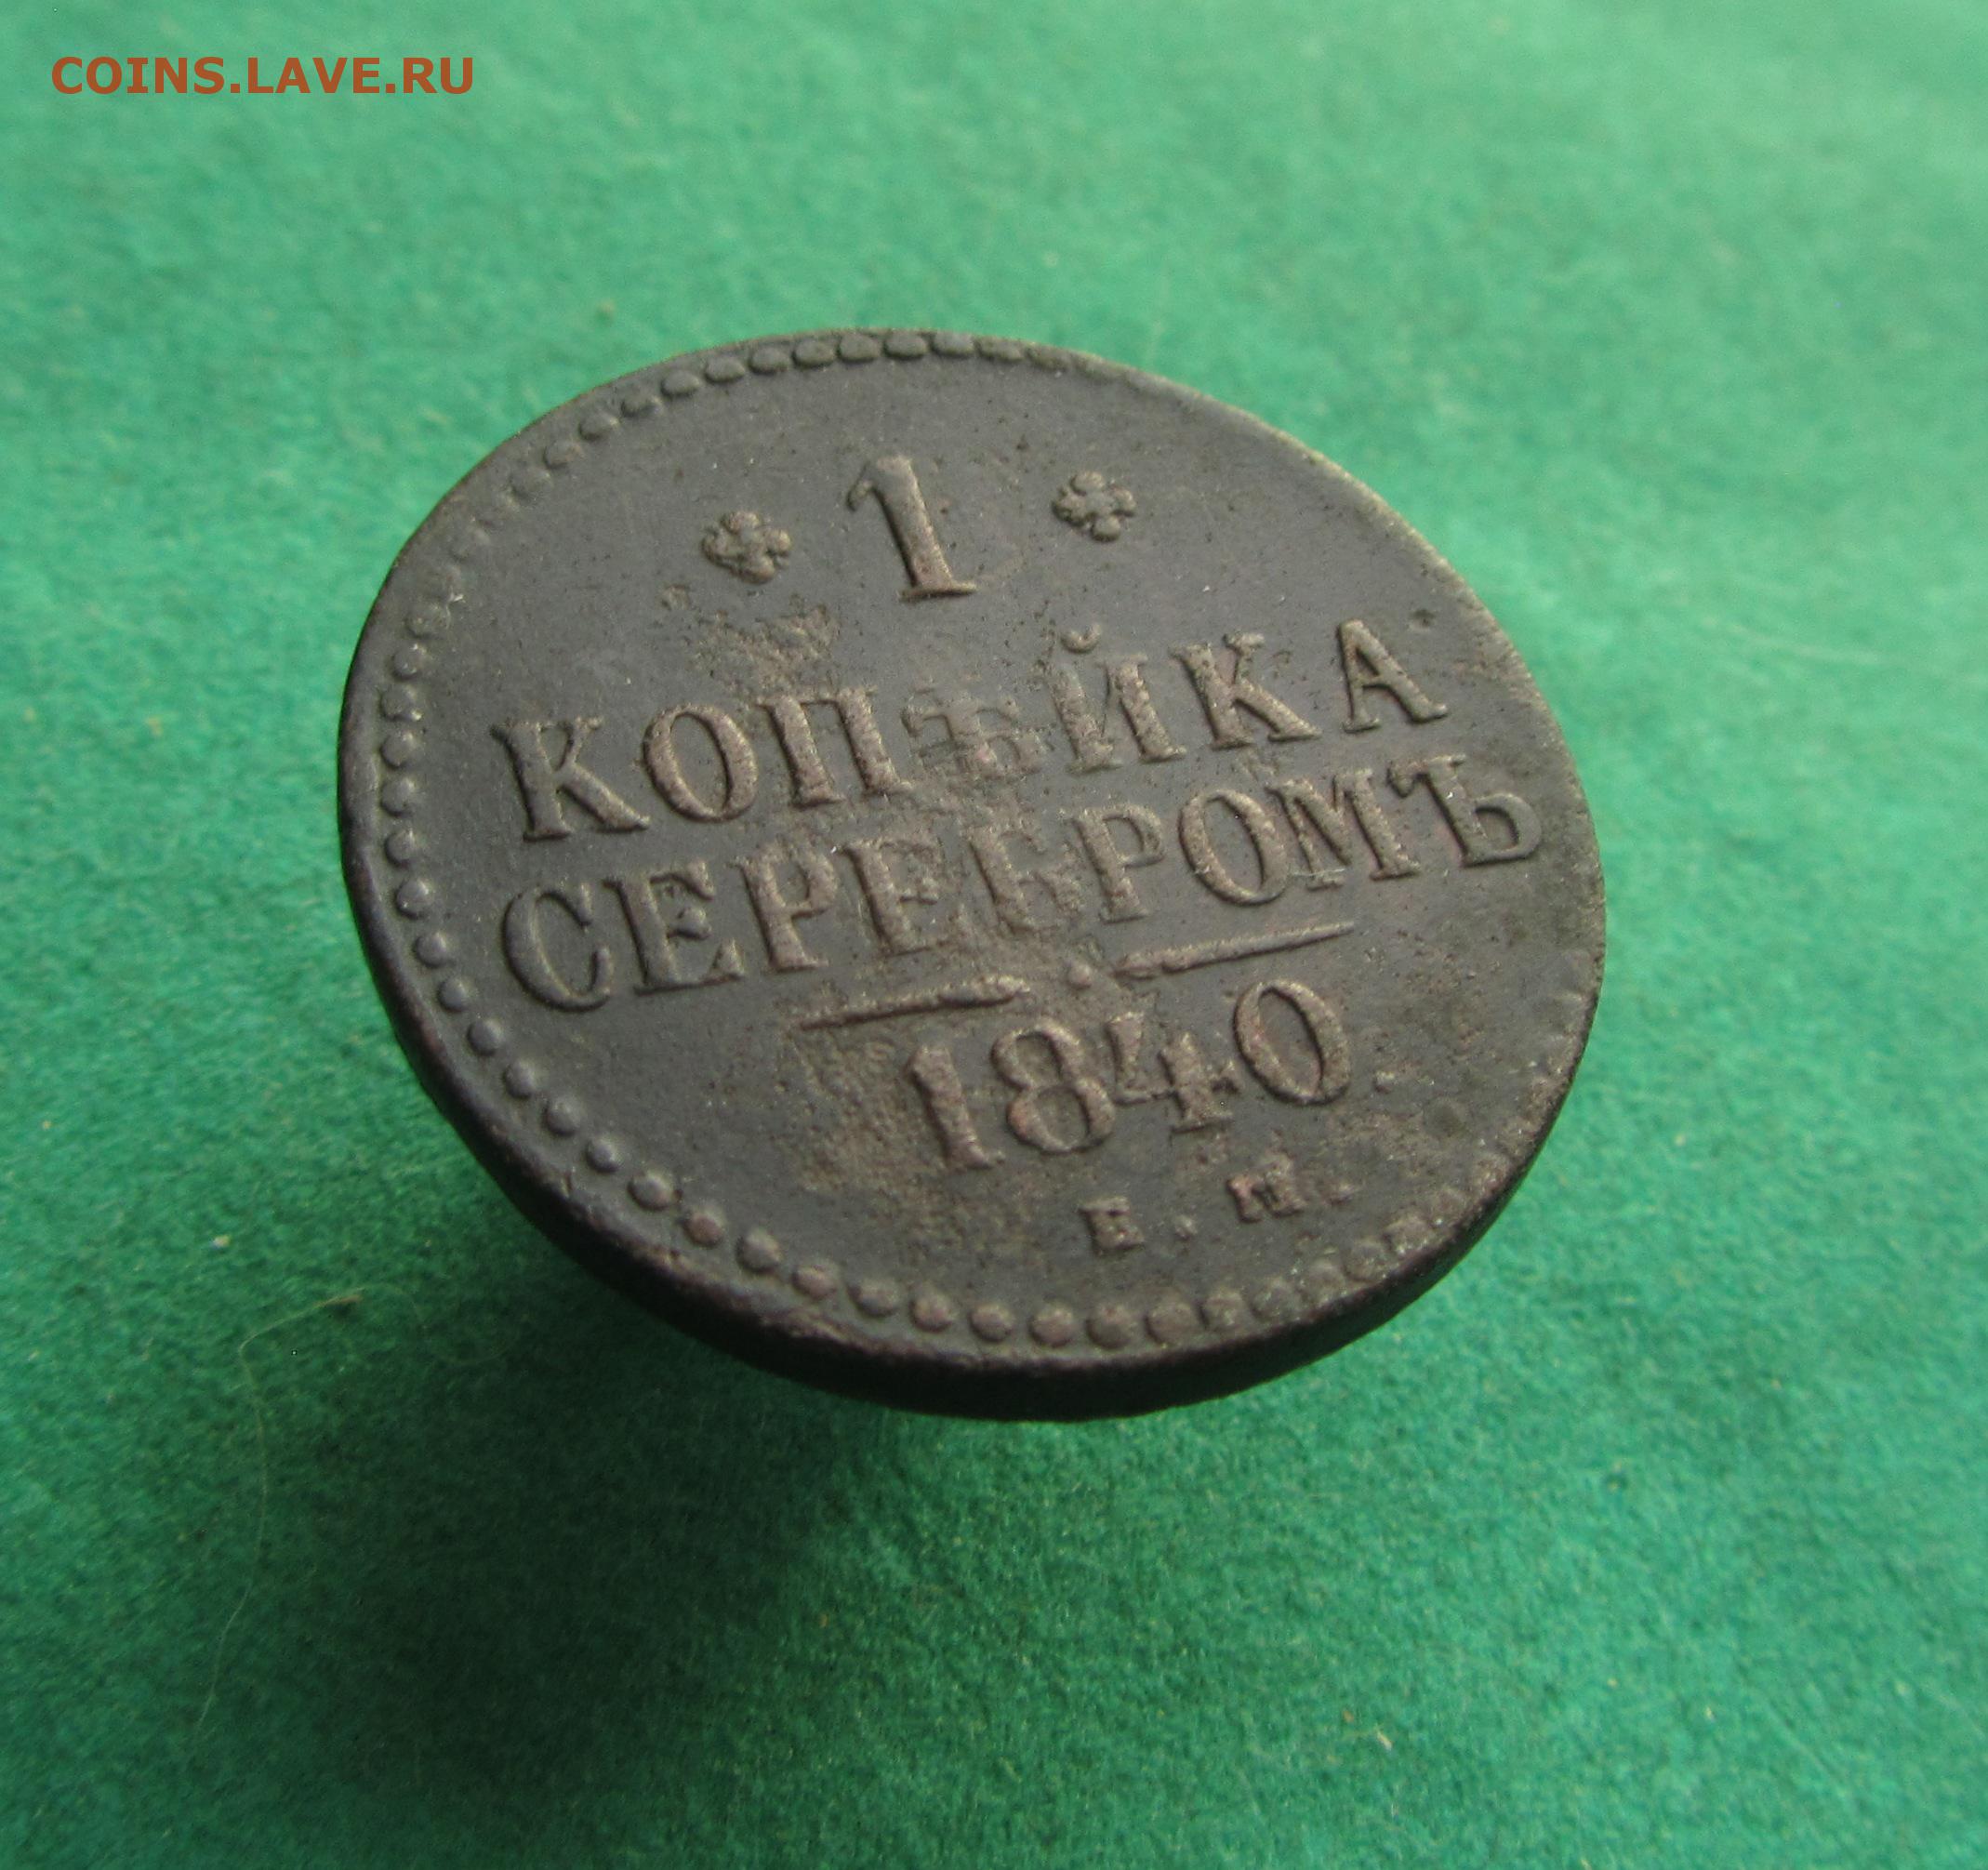 COINS.LAVE.RU
1
КОПѢЙКА
СЕРЕБРОМЪ
1840.
Е. М.